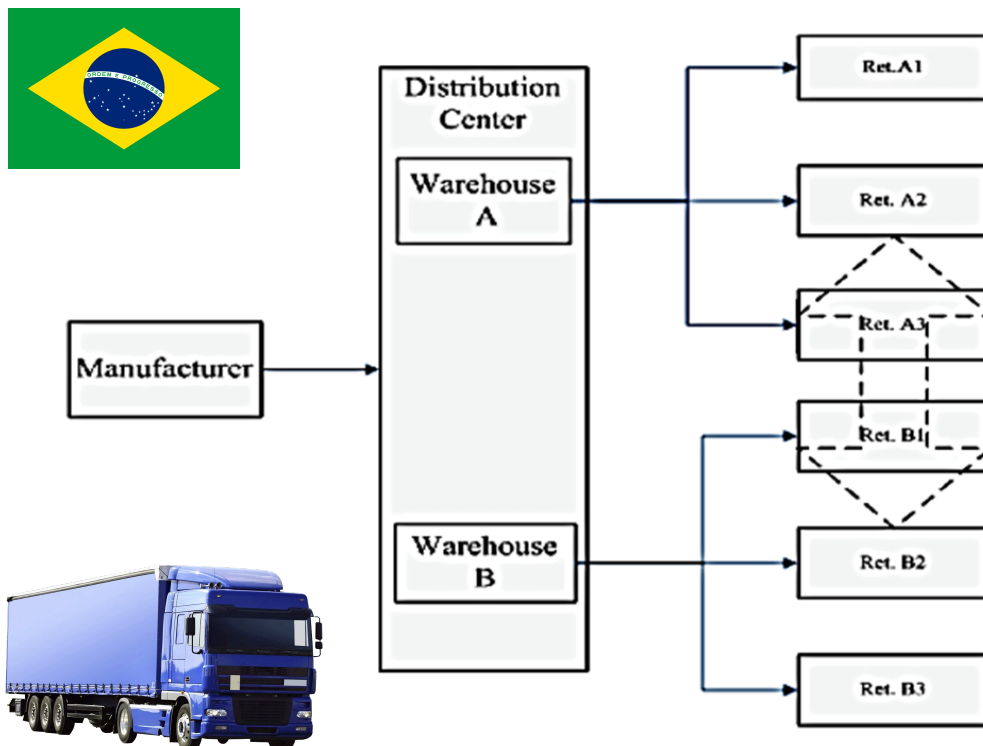 ORDEM E PROGRESSO
Distribution
Center
Ret.A1
Warehouse
A
Ret. A2
Ret. A3
Manufacturer
Ret. B1
Warehouse
B
Ret. B2
Ret. B3